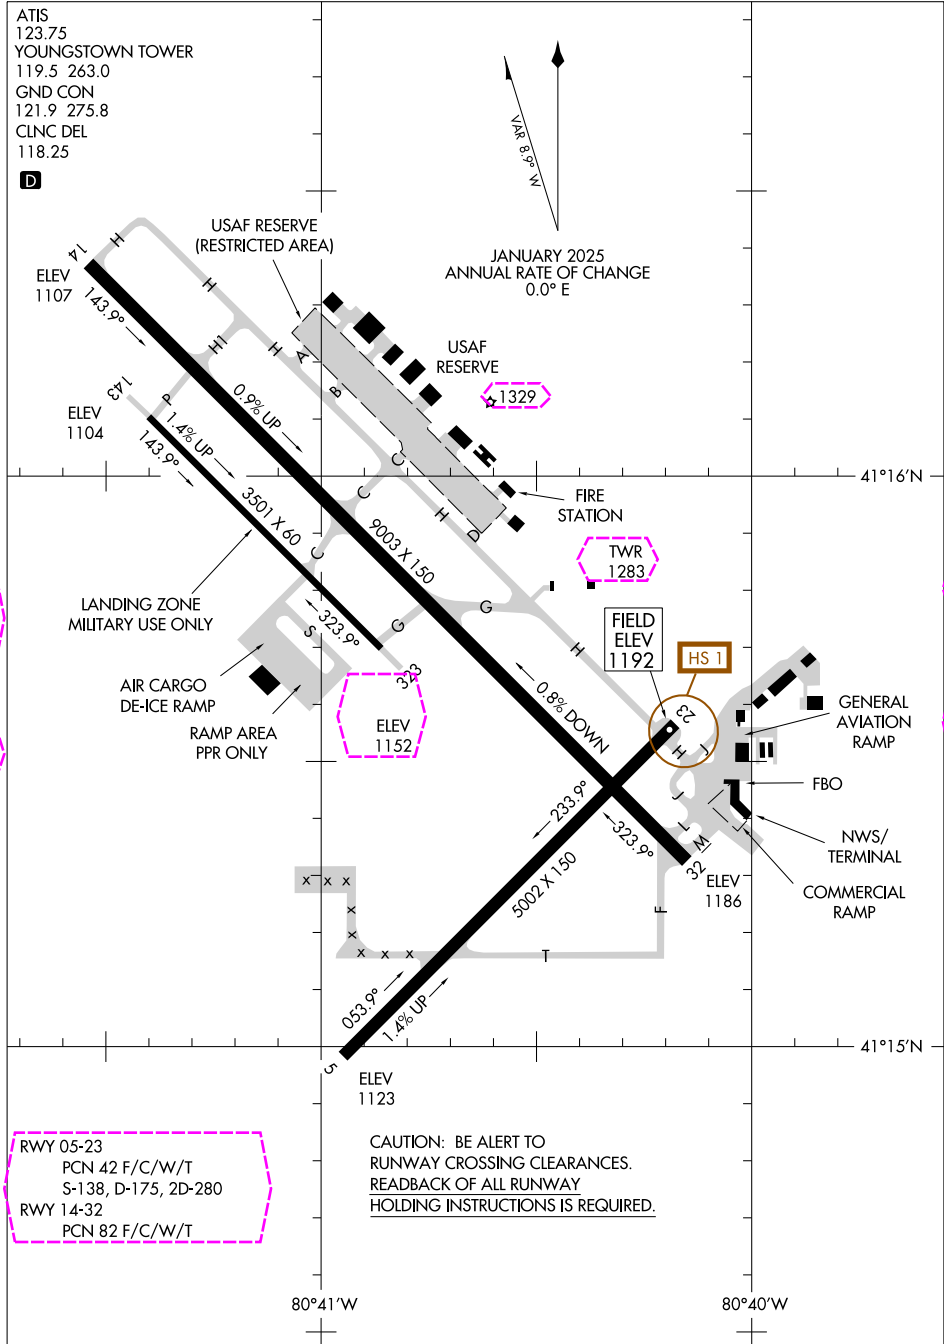 ATIS
123.75
YOUNGSTOWN TOWER
119.5 263.0
GND CON
121.9 275.8
CLNC DEL
118.25
D
VAR 8.9° W
JANUARY 2025
ANNUAL RATE OF CHANGE
0.0° E
USAF RESERVE
(RESTRICTED AREA)
14
H
ELEV
1107
143.9°
H
H1
H
A
B
USAF
RESERVE
1329
143
P
ELEV
1104
1.4% UP
143.9°
0.9% UP
C
C
41°16'N
3501 X 60
9003 X 150
H
D
FIRE
STATION
C
TWR
1283
LANDING ZONE
MILITARY USE ONLY
323.9°
S
G
G
H
FIELD
ELEV
1192
HS 1
323
AIR CARGO
DE-ICE RAMP
RAMP AREA
PPR ONLY
ELEV
1152
0.8% DOWN
23
H
J
GENERAL
AVIATION
RAMP
FBO
J
L
M
233.9°
323.9°
32
NWS/
TERMINAL
ELEV
1186
COMMERCIAL
RAMP
5002 X 150
X X X
X
X
X X X
F
T
053.9°
1.4% UP
5
41°15'N
ELEV
1123
RWY 05-23
PCN 42 F/C/W/T
S-138, D-175, 2D-280
RWY 14-32
PCN 82 F/C/W/T
CAUTION: BE ALERT TO
RUNWAY CROSSING CLEARANCES.
READBACK OF ALL RUNWAY
HOLDING INSTRUCTIONS IS REQUIRED.
80°41'W
80°40'W